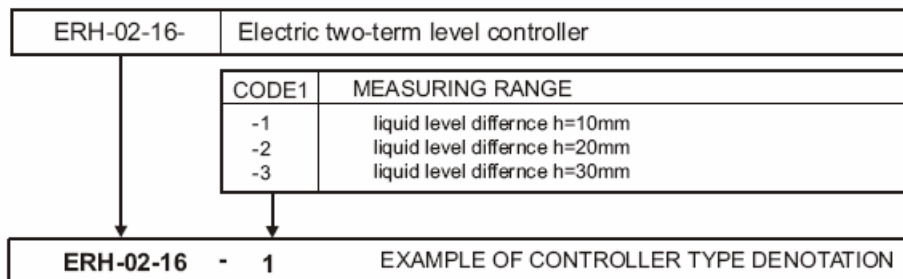 ERH-02-16- Electric two-term level controller
CODE1 MEASURING RANGE
-1 liquid level differnce h=10mm
-2 liquid level differnce h=20mm
-3 liquid level differnce h=30mm
ERH-02-16 - 1 EXAMPLE OF CONTROLLER TYPE DENOTATION